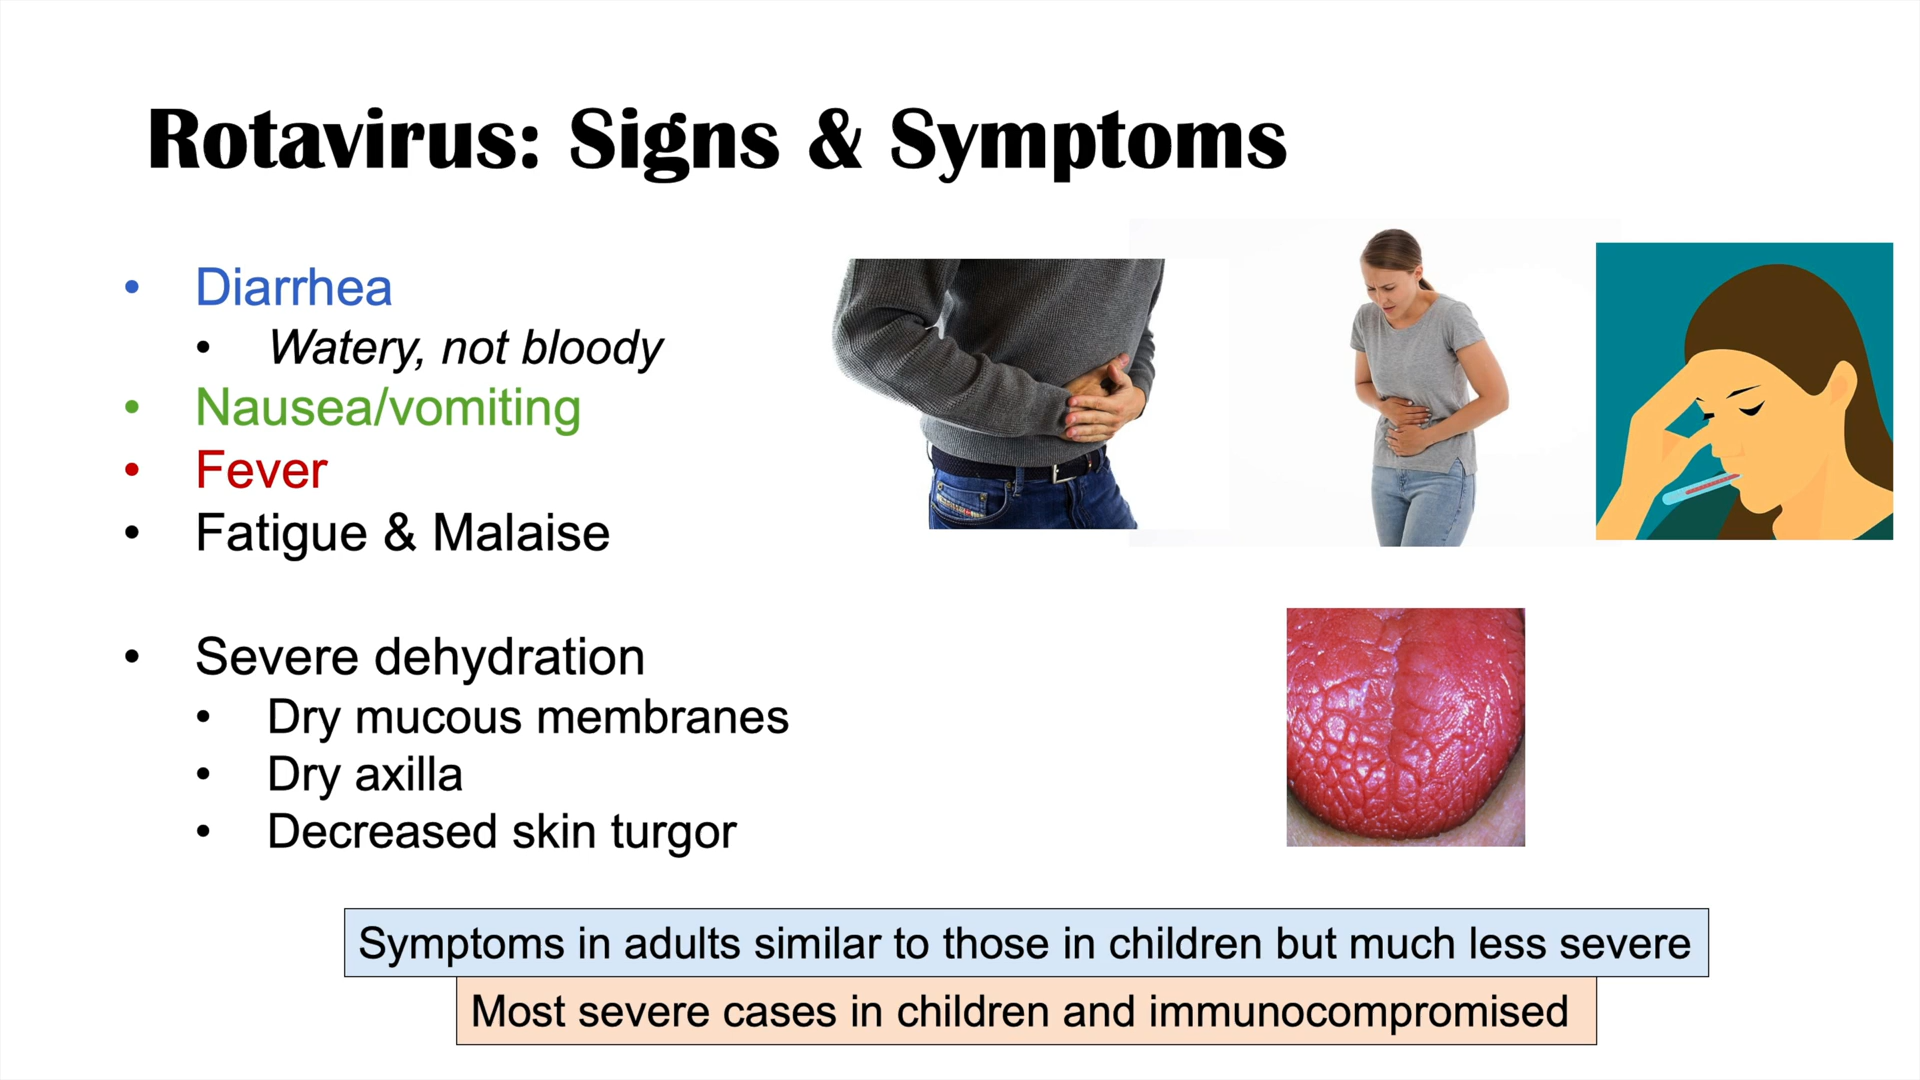 Rotavirus: Signs & Symptoms
• Diarrhea
• Watery, not bloody
• Nausea/vomiting
• Fever
• Fatigue & Malaise
• Severe dehydration
• Dry mucous membranes
• Dry axilla
• Decreased skin turgor
Symptoms in adults similar to those in children but much less severe
Most severe cases in children and immunocompromised